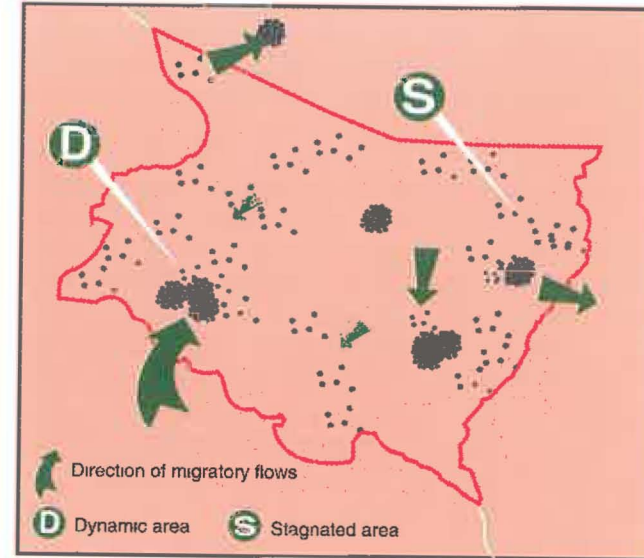 S
D
Direction of migratory flows
D Dynamic area
S Stagnated area